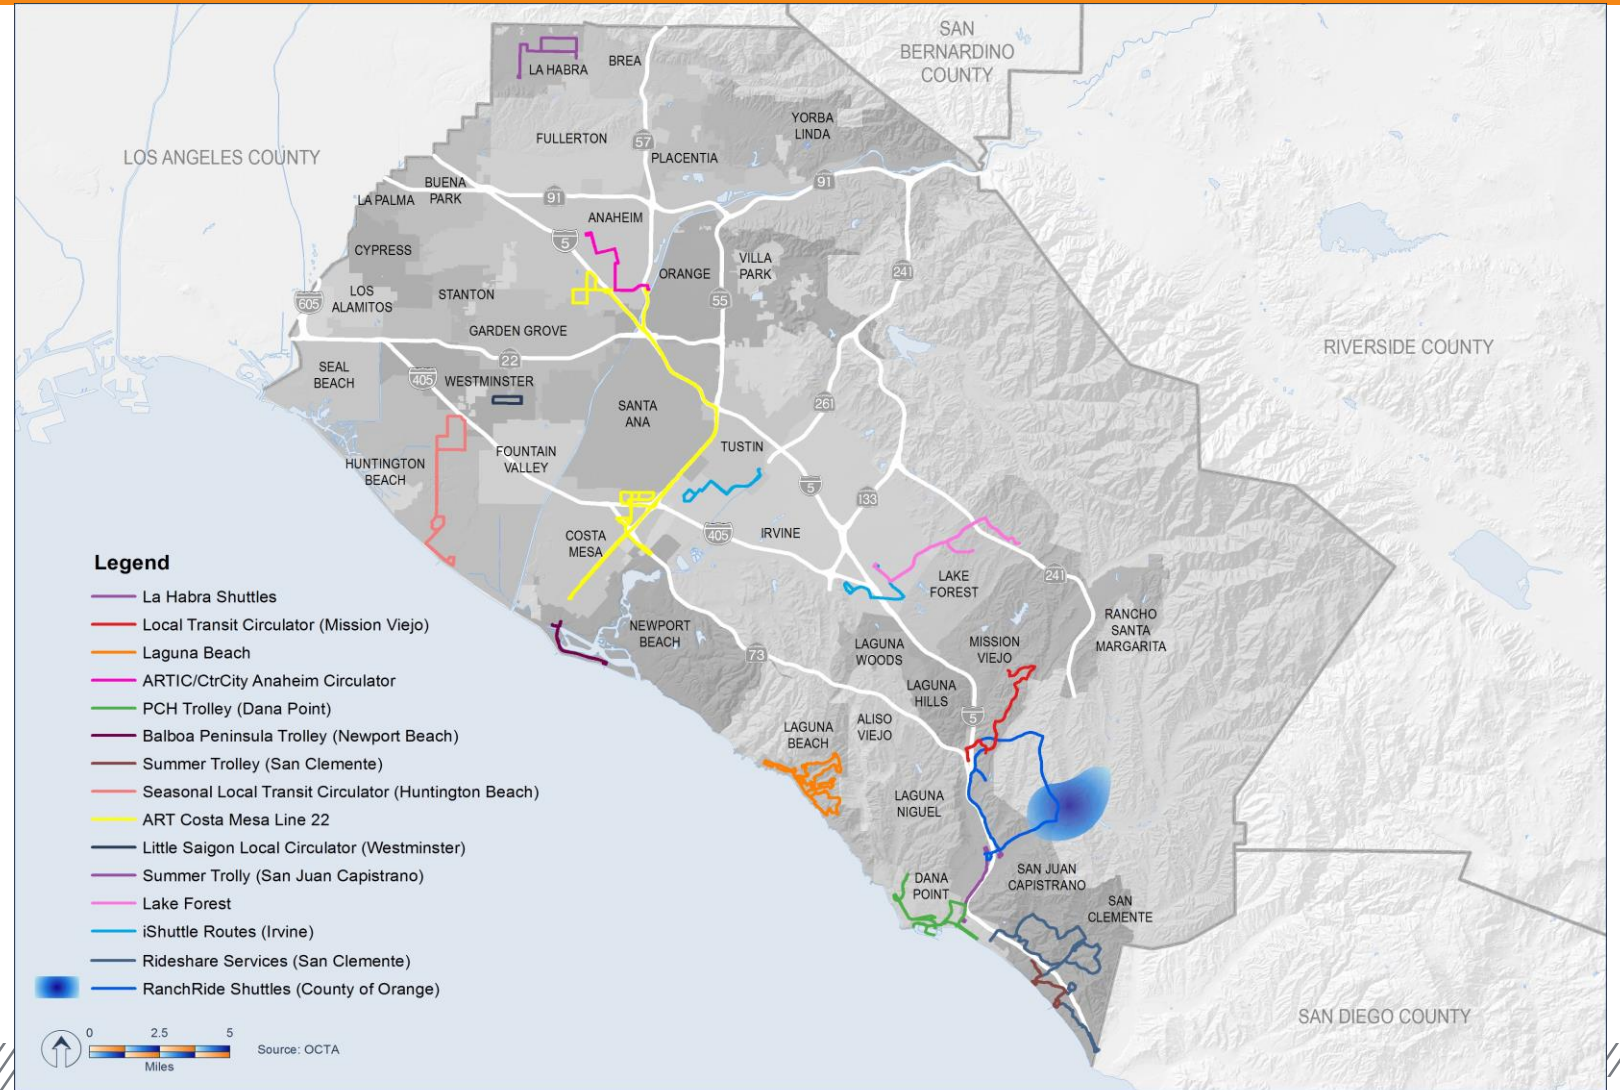 SAN
BERNARDINO
COUNTY
LA HABRA
BREA
YORBA
LINDA
FULLERTON
57
PLACENTIA
LOS ANGELES COUNTY
BUENA
PARK
91
91
LA PALMA
ANAHEIM
5
CYPRESS
ORANGE
VILLA
PARK
241
LOS
ALAMITOS
STANTON
605
55
GARDEN GROVE
22
RIVERSIDE COUNTY
SEAL
BEACH
405
WESTMINSTER
SANTA
ANA
261
HUNTINGTON
BEACH
FOUNTAIN
VALLEY
TUSTIN
5
133
COSTA
MESA
405
IRVINE
LAKE
FOREST
241
RANCHO
SANTA
MARGARITA
NEWPORT
BEACH
73
LAGUNA
WOODS
MISSION
VIEJO
LAGUNA
HILLS
5
LAGUNA
BEACH
ALISO
VIEJO
LAGUNA
NIGUEL
DANA
POINT
SAN JUAN
CAPISTRANO
SAN
CLEMENTE
SAN DIEGO COUNTY
Legend
La Habra Shuttles
Local Transit Circulator (Mission Viejo)
Laguna Beach
ARTIC/CtrCity Anaheim Circulator
PCH Trolley (Dana Point)
Balboa Peninsula Trolley (Newport Beach)
Summer Trolley (San Clemente)
Seasonal Local Transit Circulator (Huntington Beach)
ART Costa Mesa Line 22
Little Saigon Local Circulator (Westminster)
Summer Trolly (San Juan Capistrano)
Lake Forest
iShuttle Routes (Irvine)
Rideshare Services (San Clemente)
RanchRide Shuttles (County of Orange)
0 2.5 5
Miles
Source: OCTA